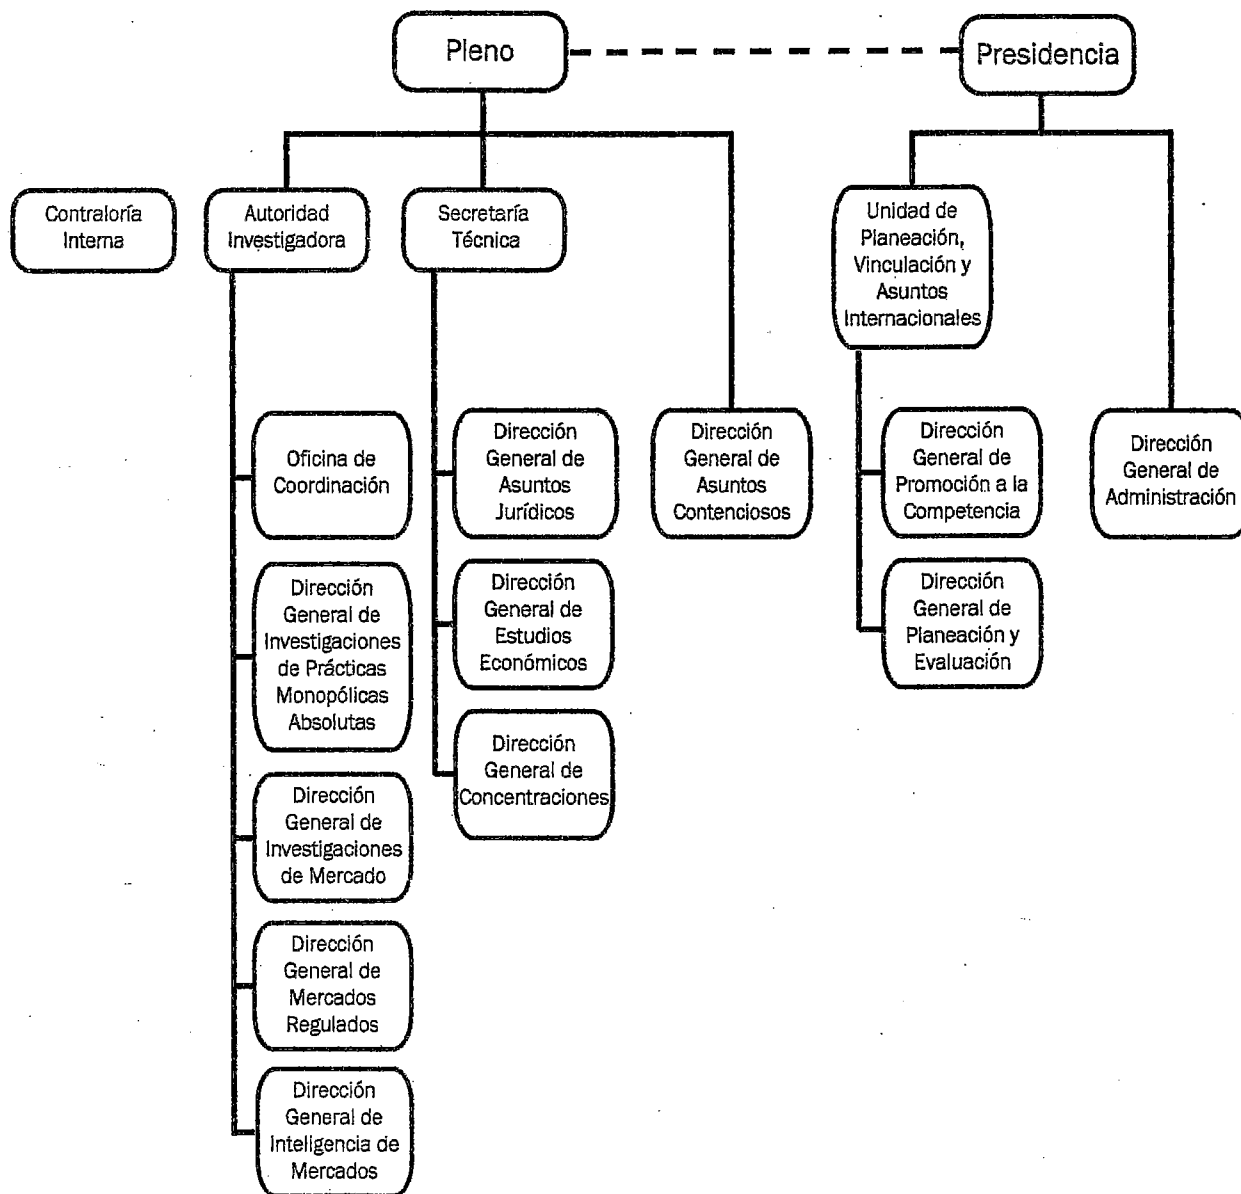 Pleno
Presidencia
Contraloría
Interna
Autoridad
Investigadora
Secretaría
Técnica
Unidad de
Planeación,
Vinculación y
Asuntos
Internacionales
Oficina de
Coordinación
Dirección
General de
Asuntos
Jurídicos
Dirección
General de
Asuntos
Contenciosos
Dirección
General de
Promoción a la
Competencia
Dirección
General de
Administración
Dirección
General de
Investigaciones
de Prácticas
Monopólicas
Absolutas
Dirección
General de
Estudios
Económicos
Dirección
General de
Planeación y
Evaluación
Dirección
General de
Concentraciones
Dirección
General de
Investigaciones
de Mercado
Dirección
General de
Mercados
Regulados
Dirección
General de
Inteligencia de
Mercados